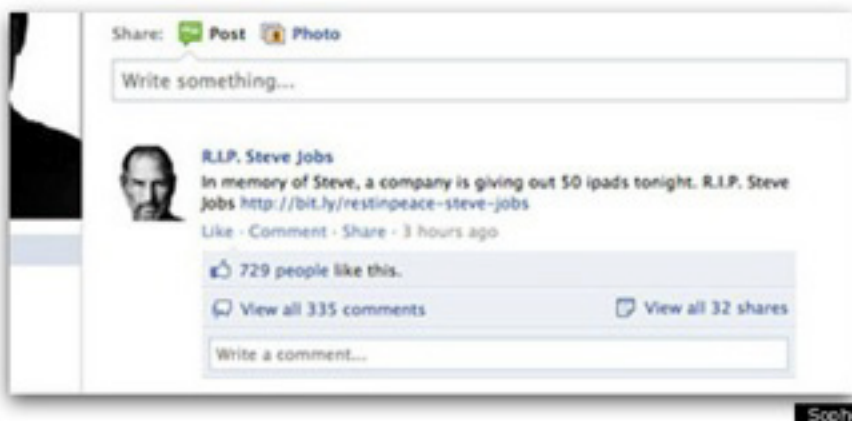 Share: Post Photo
Write something...
R.I.P. Steve Jobs
In memory of Steve, a company is giving out 50 ipads tonight. R.I.P. Steve
Jobs http://bit.ly/restinpeace-steve-jobs
Like · Comment · Share · 3 hours ago
729 people like this.
View all 335 comments View all 32 shares
Write a comment...